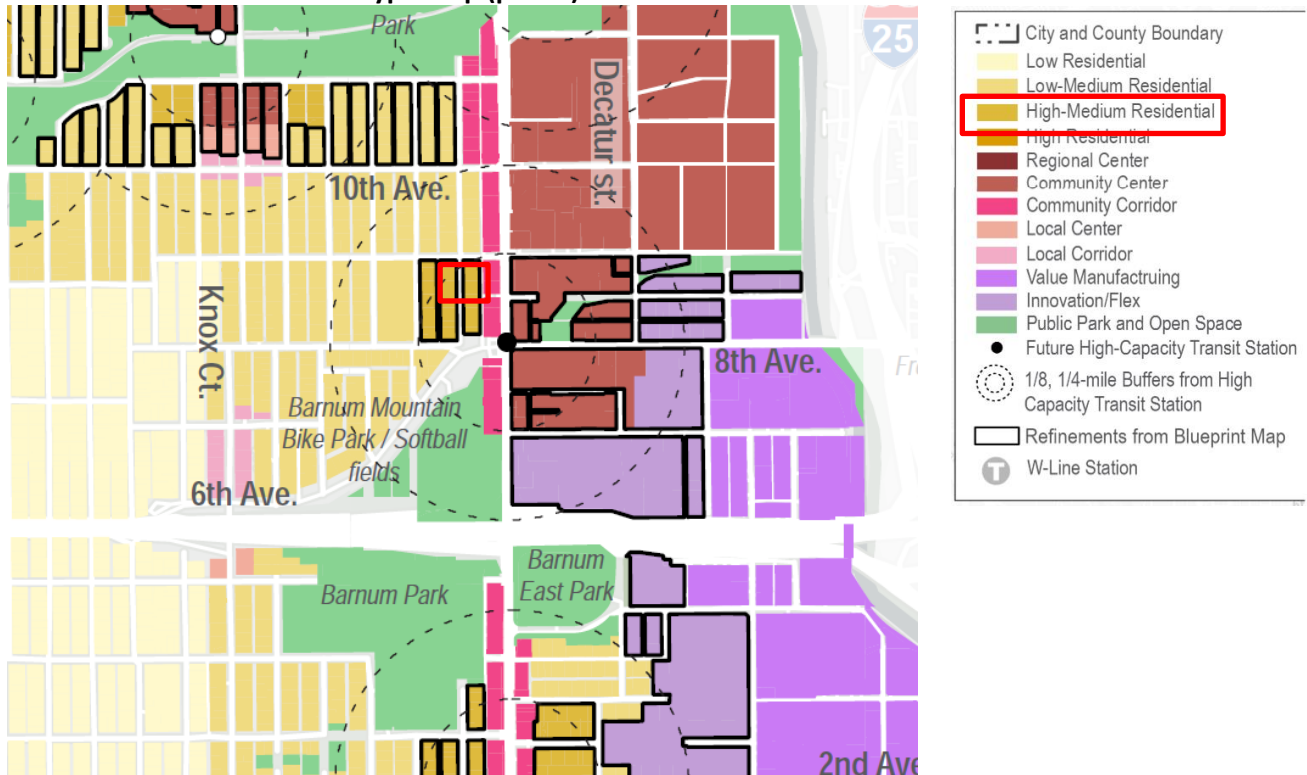 Park
25
Decatur st.
10th Ave.
Knox Ct.
8th Ave.
Barnum Mountain
Bike Park / Softball
fields
6th Ave.
Barnum Park
Barnum
East Park
2nd Ave
City and County Boundary
Low Residential
Low-Medium Residential
High-Medium Residential
High Residential
Regional Center
Community Center
Community Corridor
Local Center
Local Corridor
Value Manufactruing
Innovation/Flex
Public Park and Open Space
Future High-Capacity Transit Station
1/8, 1/4-mile Buffers from High
Capacity Transit Station
Refinements from Blueprint Map
T W-Line Station